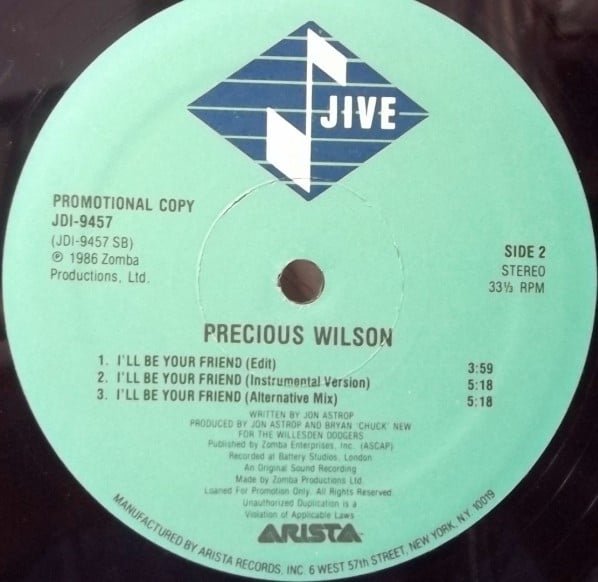 JIVE
PROMOTIONAL COPY
JDI-9457
(JDI-9457 SB)
℗ 1986 Zomba
Productions, Ltd.
SIDE 2
STEREO
33⅓ RPM
PRECIOUS WILSON
1. I'LL BE YOUR FRIEND (Edit) 3:59
2. I'LL BE YOUR FRIEND (Instrumental Version) 5:18
3. I'LL BE YOUR FRIEND (Alternative Mix) 5:18
WRITTEN BY JON ASTROP
PRODUCED BY JON ASTROP AND BRYAN 'CHUCK' NEW
FOR THE WILLESDEN DODGERS
Published by Zomba Enterprises, Inc. (ASCAP)
Recorded at Battery Studios, London
An Original Sound Recording
Made by Zomba Productions Ltd.
Loaned For Promotion Only. All Rights Reserved.
Unauthorized Duplication is a
Violation of Applicable Laws
ARISTA
MANUFACTURED BY ARISTA RECORDS, INC. 6 WEST 57th STREET, NEW YORK, N.Y. 10019